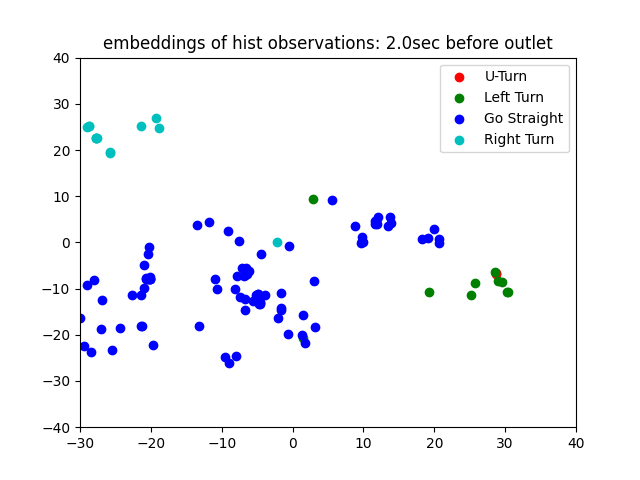 embeddings of hist observations: 2.0sec before outlet
U-Turn
Left Turn
Go Straight
Right Turn
40
30
20
10
0
−10
−20
−30
−40
−30 −20 −10 0 10 20 30 40